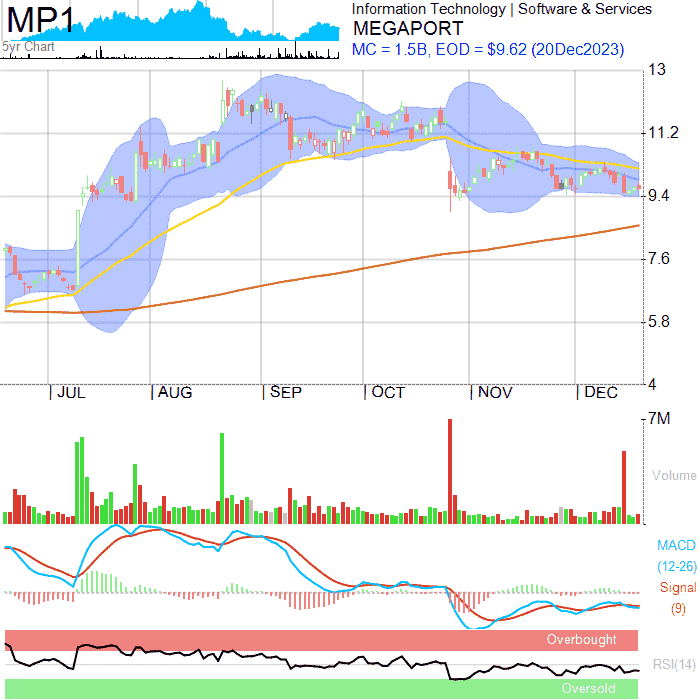 MP1
5yr Chart
Information Technology | Software & Services
MEGAPORT
MC = 1.5B, EOD = $9.62 (20Dec2023)
13
11.2
9.4
7.6
5.8
4
JUL AUG SEP OCT NOV DEC
7M
Volume
MACD
(12-26)
Signal
(9)
Overbought
RSI(14)
Oversold